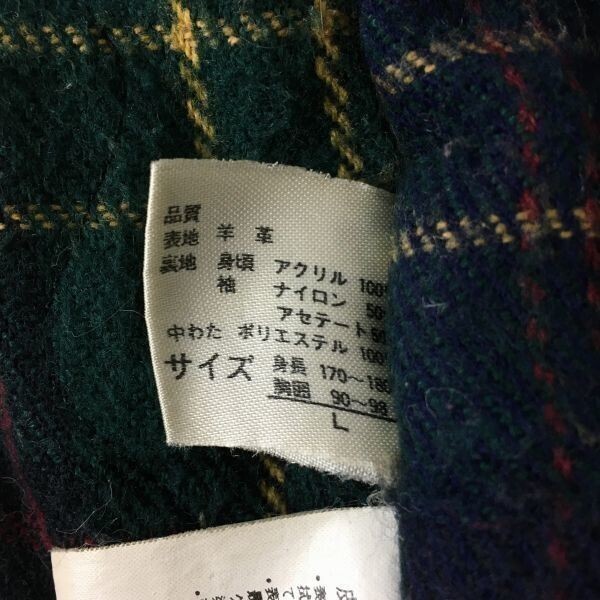 品質
表地 羊革
裏地 身頃 アクリル 100%
袖 ナイロン 50%
アセテート 50
中わた ポリエステル 100%
サイズ 身長 170〜180
胸囲 90〜98
L